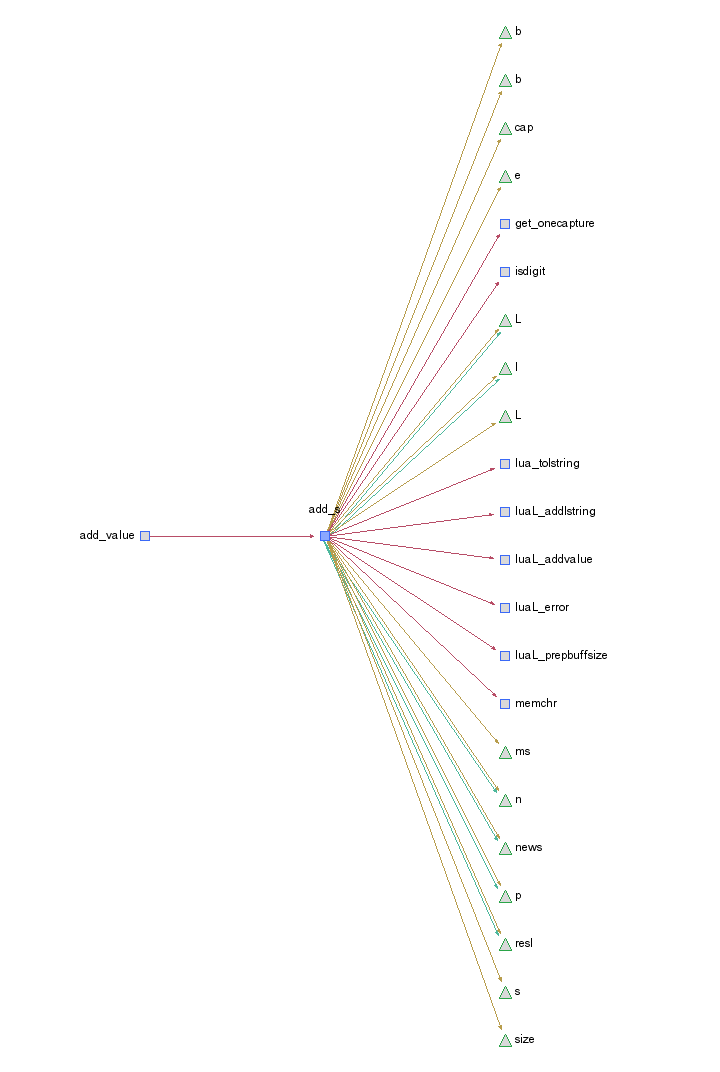 b
b
cap
e
get_onecapture
isdigit
L
l
L
lua_tolstring
add_s
luaL_addlstring
add_value
luaL_addvalue
luaL_error
luaL_prepbuffsize
memchr
ms
n
news
p
resl
s
size